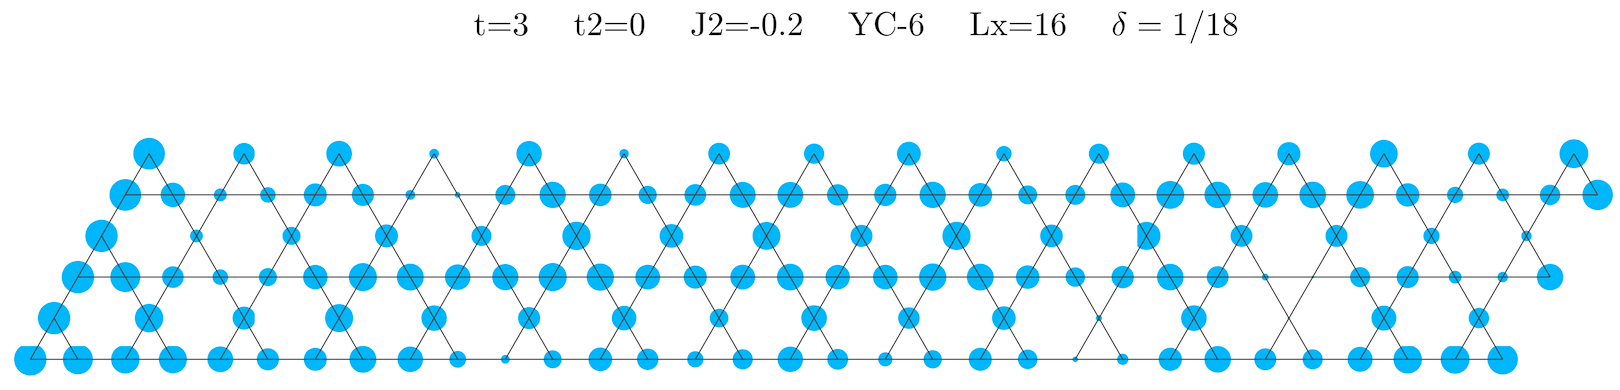 t=3 t2=0 J2=-0.2 YC-6 Lx=16 δ = 1/18